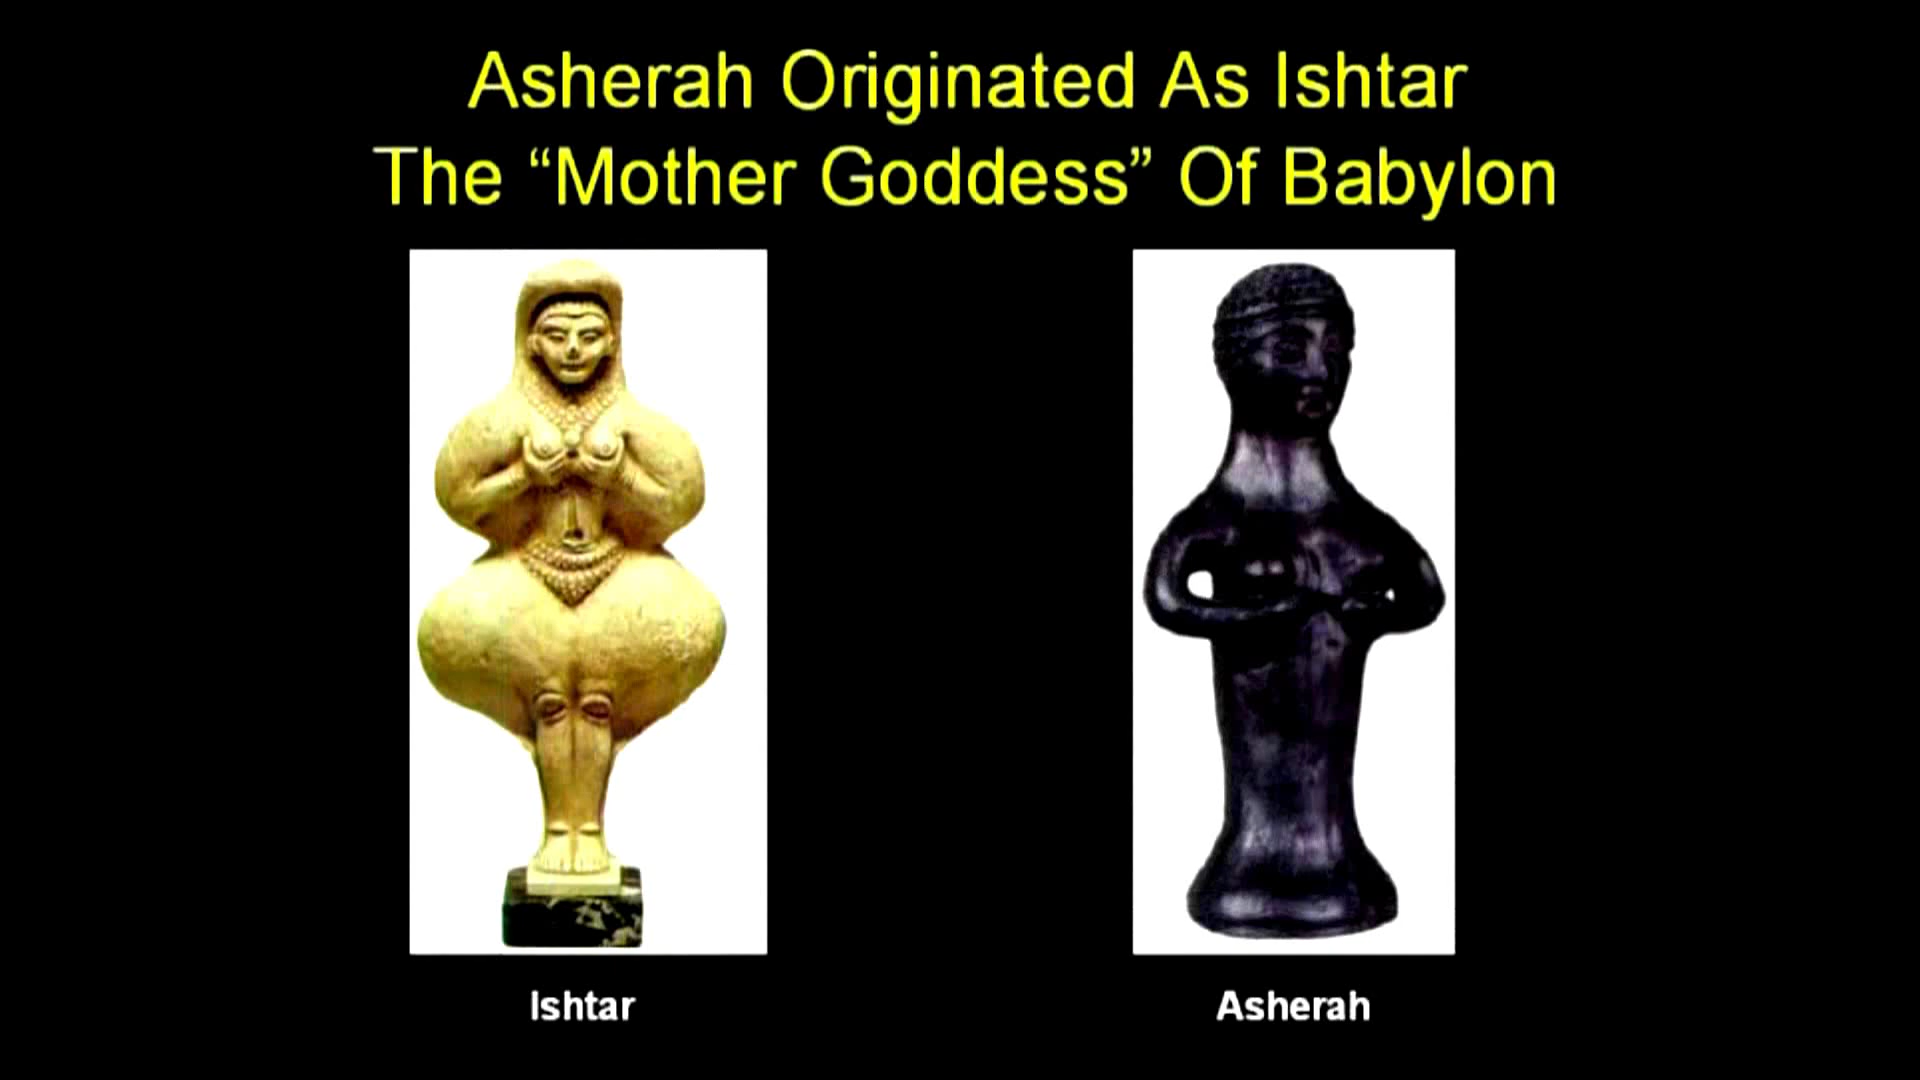 Asherah Originated As Ishtar
The “Mother Goddess” Of Babylon
Ishtar
Asherah